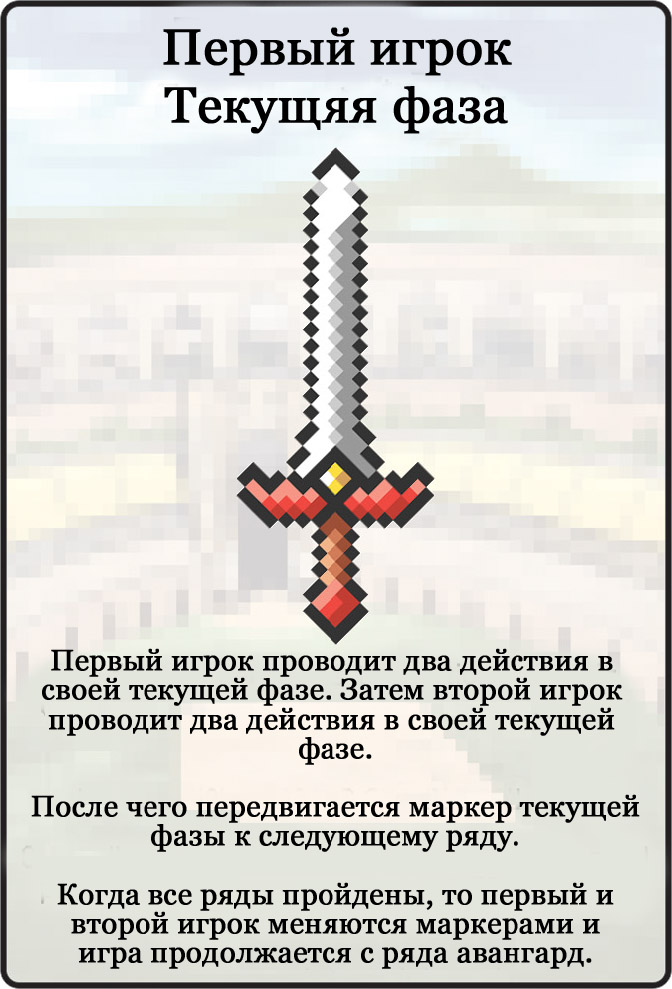 Первый игрок
Текущяя фаза
Первый игрок проводит два действия в
своей текущей фазе. Затем второй игрок
проводит два действия в своей текущей
фазе.
После чего передвигается маркер текущей
фазы к следующему ряду.
Когда все ряды пройдены, то первый и
второй игрок меняются маркерами и
игра продолжается с ряда авангард.